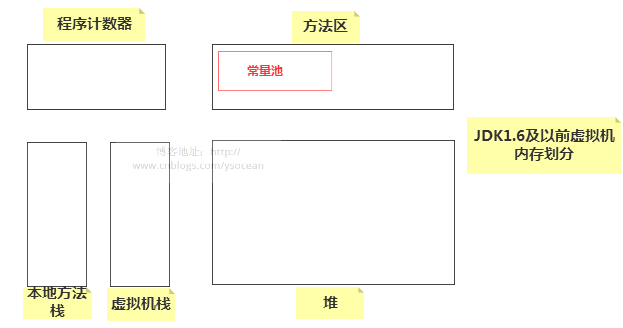 程序计数器
方法区
常量池
JDK1.6及以前虚拟机
内存划分
博客地址：http://
www.cnblogs.com/ysocean
本地方法
栈
虚拟机栈
堆